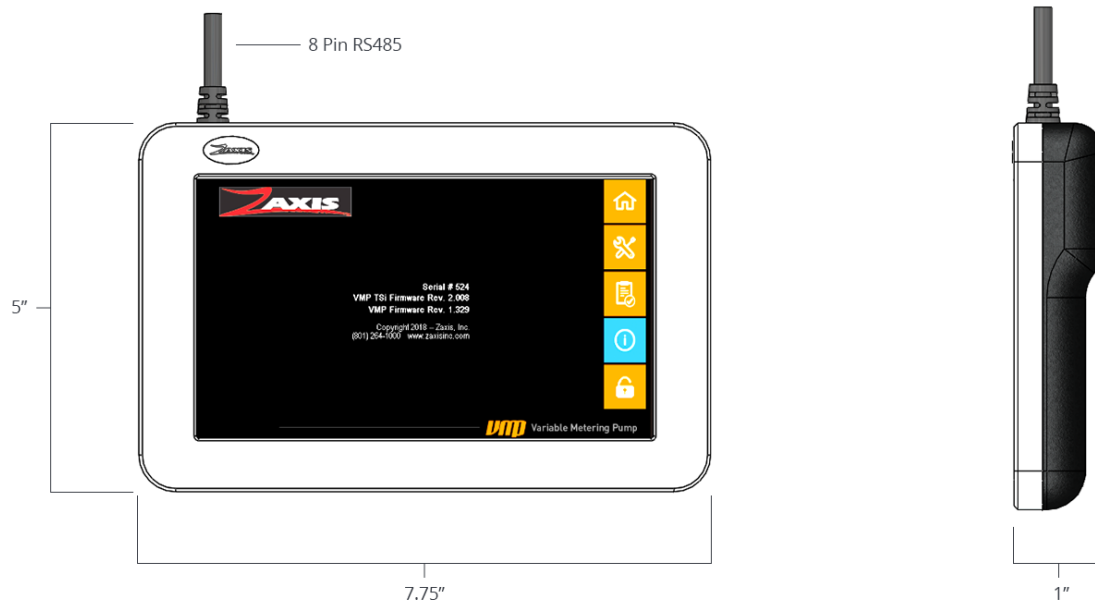 8 Pin RS485
ZAXIS
ZAXIS
Serial # 524
VMP TSi Firmware Rev. 2.008
VMP Firmware Rev. 1.329
Copyright 2018 – Zaxis, Inc.
(801) 264-1000 www.zaxisinc.com
vmp Variable Metering Pump
5”
7.75”
1”